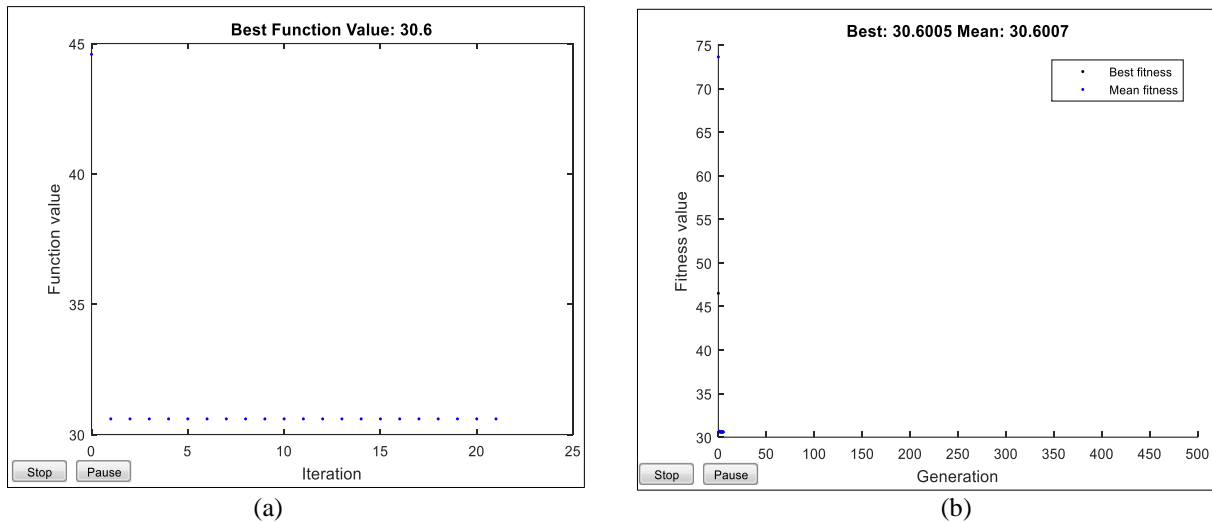 Best Function Value: 30.6
45
40
35
30
Function value
0 5 10 15 20 25
Iteration
Stop Pause
(a)
Best: 30.6005 Mean: 30.6007
75
70
65
60
55
50
45
40
35
30
Fitness value
Best fitness
Mean fitness
0 50 100 150 200 250 300 350 400 450 500
Generation
Stop Pause
(b)